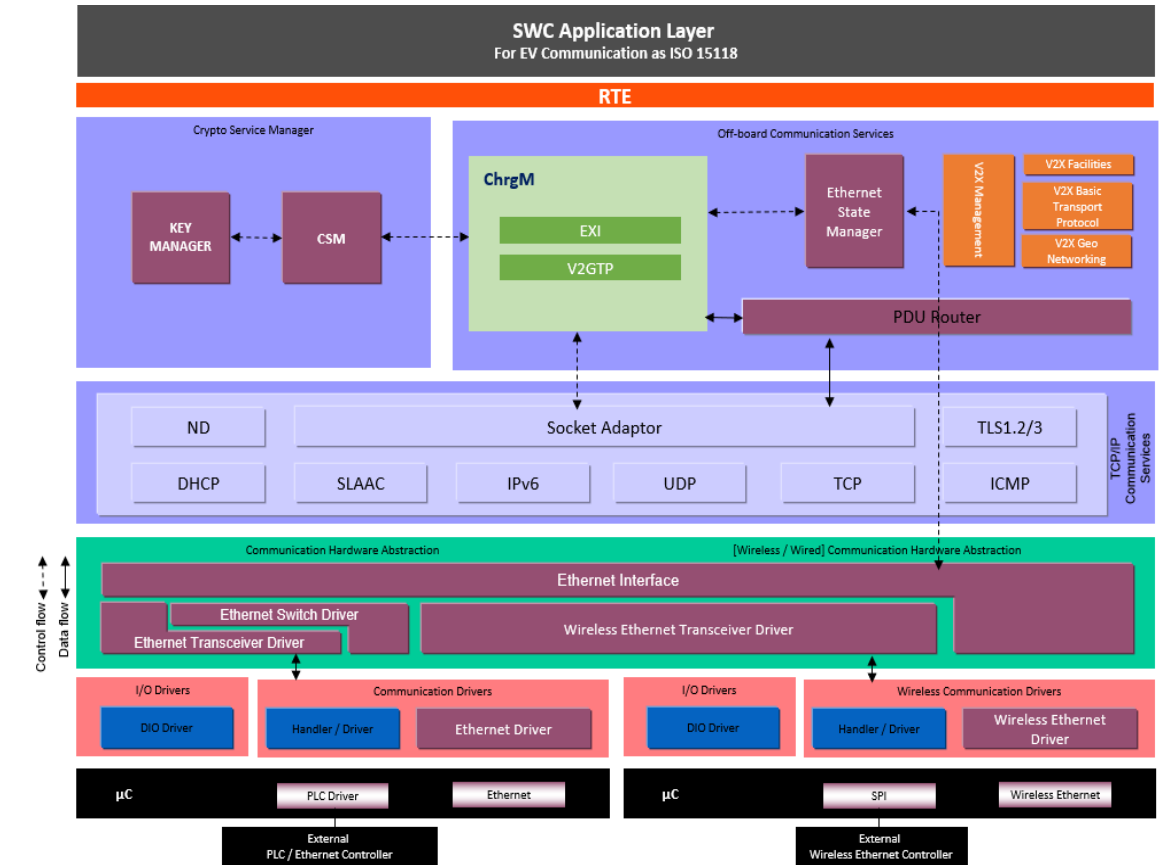 SWC Application Layer
For EV Communication as ISO 15118
RTE
Crypto Service Manager
KEY
MANAGER
CSM
Off-board Communication Services
ChrgM
EXI
V2GTP
Ethernet
State
Manager
V2X Management
V2X Facilities
V2X Basic
Transport
Protocol
V2X Geo
Networking
PDU Router
ND
Socket Adaptor
TLS1.2/3
DHCP
SLAAC
IPv6
UDP
TCP
ICMP
TCP/IP
Communication
Services
Control flow
Data flow
Communication Hardware Abstraction
[Wireless / Wired] Communication Hardware Abstraction
Ethernet Interface
Ethernet Switch Driver
Ethernet Transceiver Driver
Wireless Ethernet Transceiver Driver
I/O Drivers
DIO Driver
Communication Drivers
Handler / Driver
Ethernet Driver
I/O Drivers
DIO Driver
Wireless Communication Drivers
Handler / Driver
Wireless Ethernet
Driver
µC
PLC Driver
Ethernet
µC
SPI
Wireless Ethernet
External
PLC / Ethernet Controller
External
Wireless Ethernet Controller